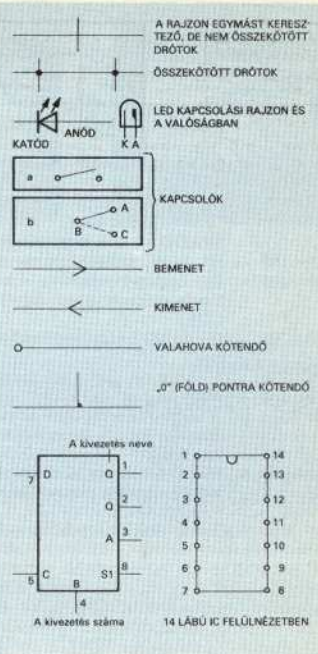 A RAJZON EGYMÁST KERESZ-
TEZŐ, DE NEM ÖSSZEKÖTÖTT
DRÓTOK
ÖSSZEKÖTÖTT DRÓTOK
LED KAPCSOLÁSI RAJZON ÉS
A VALÓSÁGBAN
ANÓD
KATÓD
K A
a
b
A
B
C
KAPCSOLÓK
BEMENET
KIMENET
VALAHOVA KÖTENDŐ
„0" (FÖLD) PONTRA KÖTENDŐ
A kivezetés neve
7 D Q 1
Q 2
A 3
5 C S1 8
B
4
A kivezetés száma
1 14
2 13
3 12
4 11
5 10
6 9
7 8
14 LÁBÚ IC FELÜLNÉZETBEN